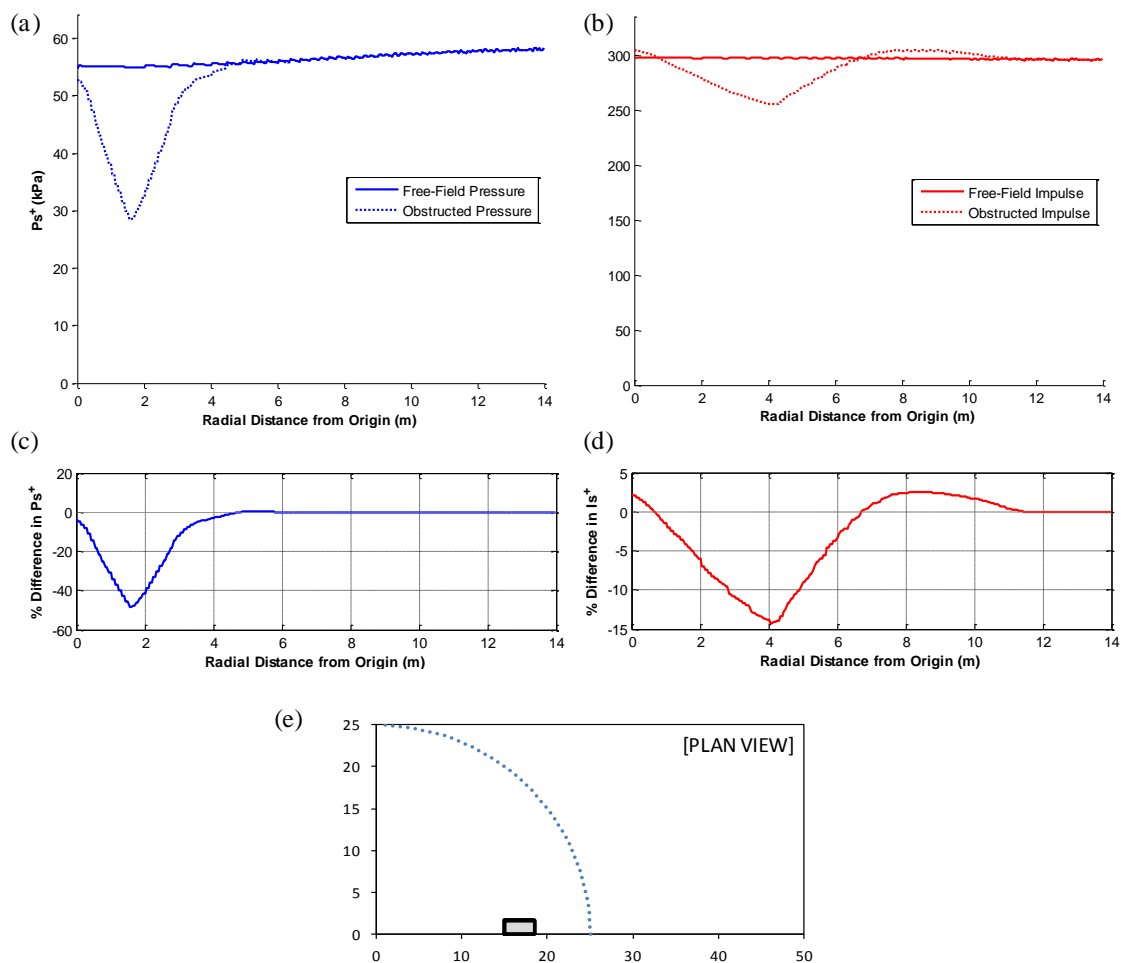 (a)
60
50
40
30
20
10
0
Ps+ (kPa)
Free-Field Pressure
Obstructed Pressure
0 2 4 6 8 10 12 14
Radial Distance from Origin (m)
(b)
300
250
200
300
150
100
50
0
Free-Field Impulse
Obstructed Impulse
0 2 4 6 8 10 12 14
Radial Distance from Origin (m)
(c)
20
0
-20
-40
-60
% Difference in Ps+
0 2 4 6 8 10 12 14
Radial Distance from Origin (m)
(d)
5
0
-5
-10
-15
% Difference in Is+
0 2 4 6 8 10 12 14
Radial Distance from Origin (m)
(e)
[PLAN VIEW]
25
20
15
10
5
0
0 10 20 30 40 50